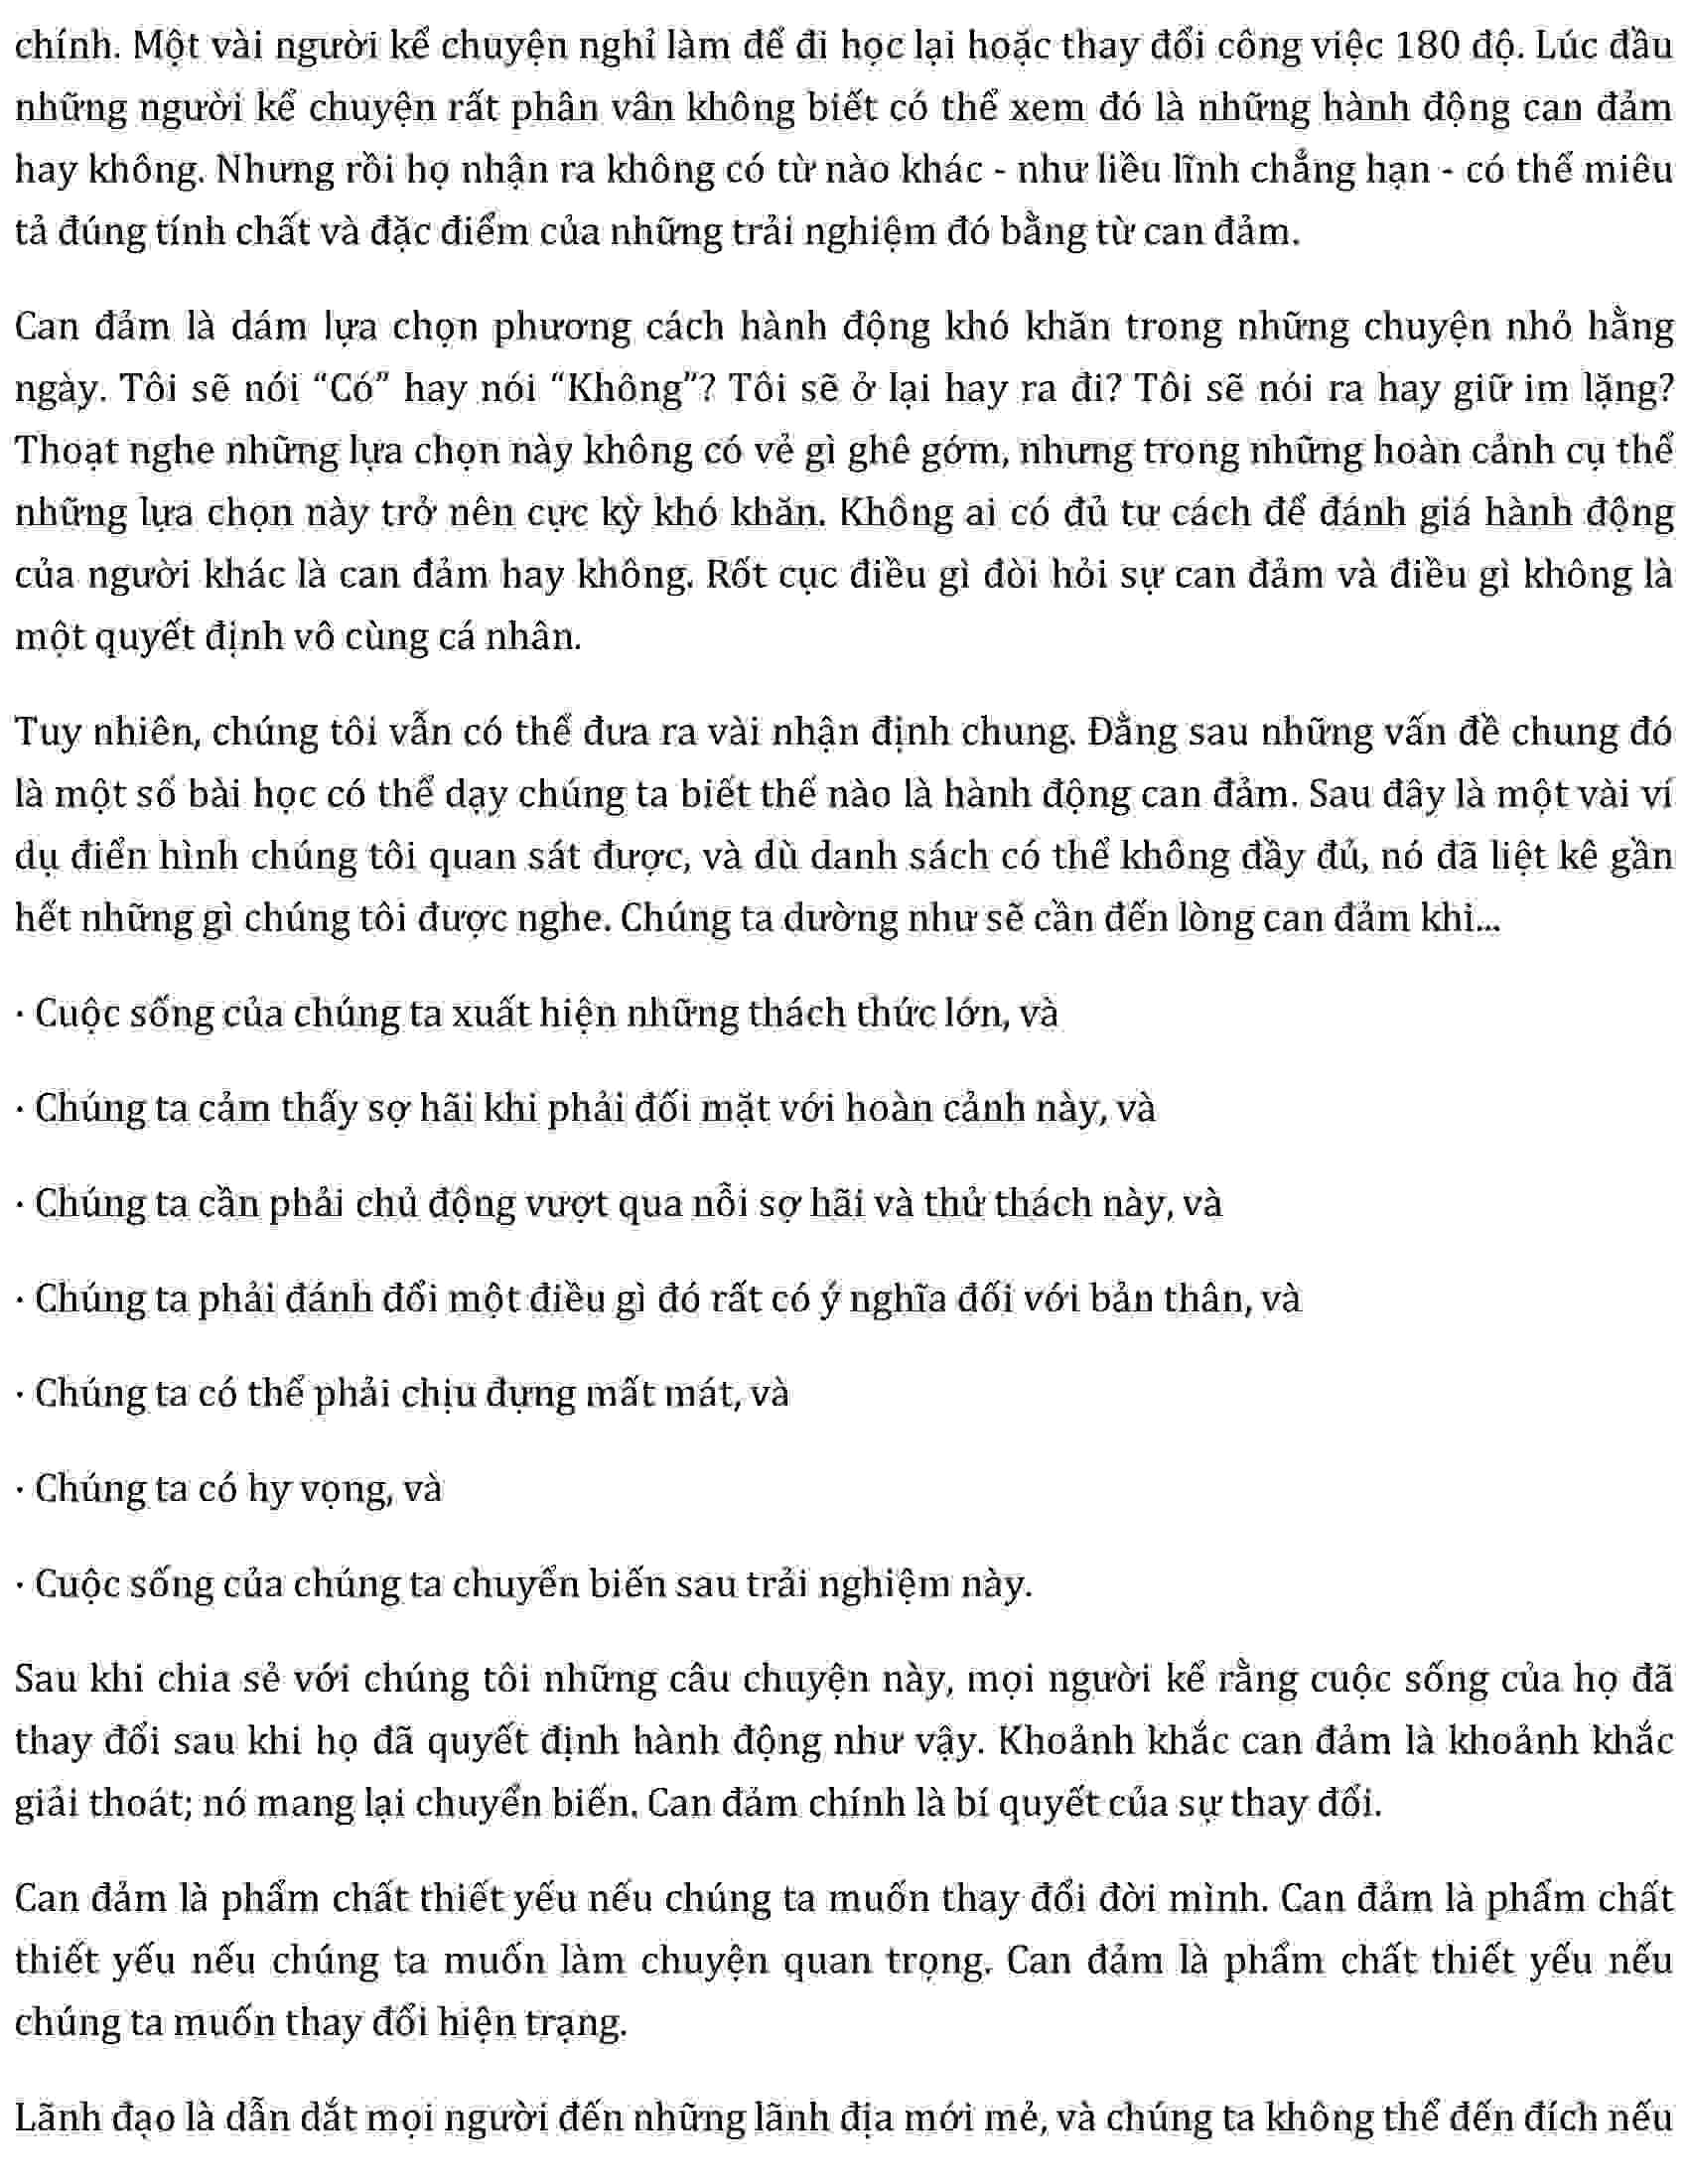 chính. Một vài người kể chuyện nghỉ làm để đi học lại hoặc thay đổi công việc 180 độ. Lúc đầu
những người kể chuyện rất phân vân không biết có thể xem đó là những hành động can đảm
hay không. Nhưng rồi họ nhận ra không có từ nào khác - như liều lĩnh chẳng hạn - có thể miêu
tả đúng tính chất và đặc điểm của những trải nghiệm đó bằng từ can đảm.
Can đảm là dám lựa chọn phương cách hành động khó khăn trong những chuyện nhỏ hằng
ngày. Tôi sẽ nói “Có” hay nói “Không”? Tôi sẽ ở lại hay ra đi? Tôi sẽ nói ra hay giữ im lặng?
Thoạt nghe những lựa chọn này không có vẻ gì ghê gớm, nhưng trong những hoàn cảnh cụ thể
những lựa chọn này trở nên cực kỳ khó khăn. Không ai có đủ tư cách để đánh giá hành động
của người khác là can đảm hay không. Rốt cục điều gì đòi hỏi sự can đảm và điều gì không là
một quyết định vô cùng cá nhân.
Tuy nhiên, chúng tôi vẫn có thể đưa ra vài nhận định chung. Đằng sau những vấn đề chung đó
là một số bài học có thể dạy chúng ta biết thế nào là hành động can đảm. Sau đây là một vài ví
dụ điển hình chúng tôi quan sát được, và dù danh sách có thể không đầy đủ, nó đã liệt kê gần
hết những gì chúng tôi được nghe. Chúng ta dường như sẽ cần đến lòng can đảm khi...
· Cuộc sống của chúng ta xuất hiện những thách thức lớn, và
· Chúng ta cảm thấy sợ hãi khi phải đối mặt với hoàn cảnh này, và
· Chúng ta cần phải chủ động vượt qua nỗi sợ hãi và thử thách này, và
· Chúng ta phải đánh đổi một điều gì đó rất có ý nghĩa đối với bản thân, và
· Chúng ta có thể phải chịu đựng mất mát, và
· Chúng ta có hy vọng, và
· Cuộc sống của chúng ta chuyển biến sau trải nghiệm này.
Sau khi chia sẻ với chúng tôi những câu chuyện này, mọi người kể rằng cuộc sống của họ đã
thay đổi sau khi họ đã quyết định hành động như vậy. Khoảnh khắc can đảm là khoảnh khắc
giải thoát; nó mang lại chuyển biến. Can đảm chính là bí quyết của sự thay đổi.
Can đảm là phẩm chất thiết yếu nếu chúng ta muốn thay đổi đời mình. Can đảm là phẩm chất
thiết yếu nếu chúng ta muốn làm chuyện quan trọng. Can đảm là phẩm chất thiết yếu nếu
chúng ta muốn thay đổi hiện trạng.
Lãnh đạo là dẫn dắt mọi người đến những lãnh địa mới mẻ, và chúng ta không thể đến đích nếu